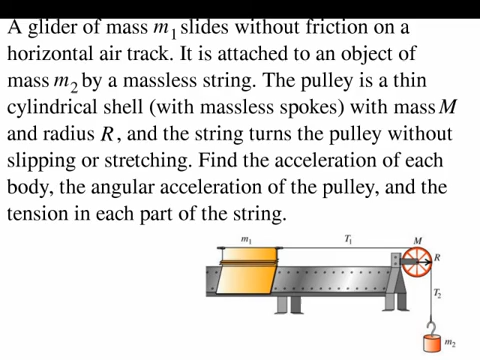 A glider of mass m₁ slides without friction on a
horizontal air track. It is attached to an object of
mass m₂ by a massless string. The pulley is a thin
cylindrical shell (with massless spokes) with mass M
and radius R, and the string turns the pulley without
slipping or stretching. Find the acceleration of each
body, the angular acceleration of the pulley, and the
tension in each part of the string.
m₁ T₁ M
R
T₂
m₂